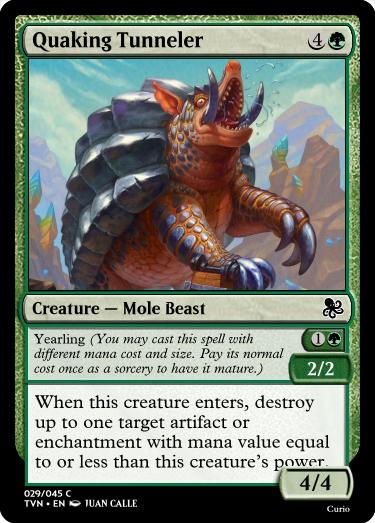 Quaking Tunneler 4
Creature — Mole Beast
Yearling (You may cast this spell with
different mana cost and size. Pay its normal
cost once as a sorcery to have it mature.)
1
2/2
When this creature enters, destroy
up to one target artifact or
enchantment with mana value equal
to or less than this creature's power.
4/4
029/045 C
TVN • EN JUAN CALLE
Curio